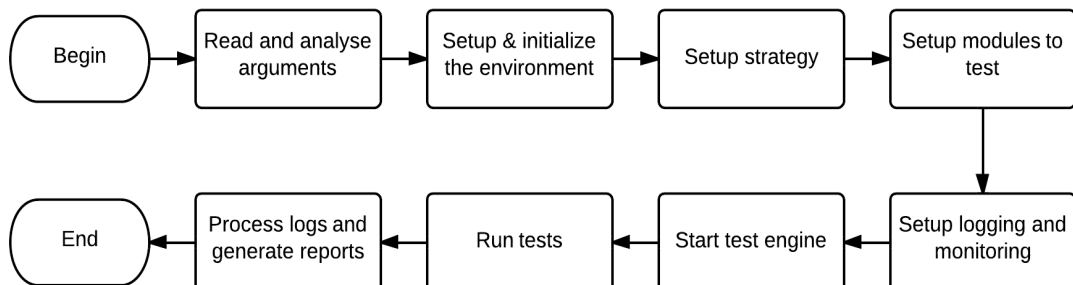 Begin
Read and analyse
arguments
Setup & initialize
the environment
Setup strategy
Setup modules to
test
Setup logging and
monitoring
Start test engine
Run tests
Process logs and
generate reports
End